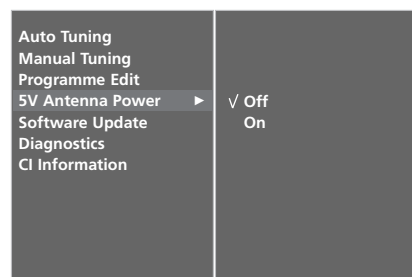 Auto Tuning
Manual Tuning
Programme Edit
5V Antenna Power ►
Software Update
Diagnostics
CI Information
√ Off
On